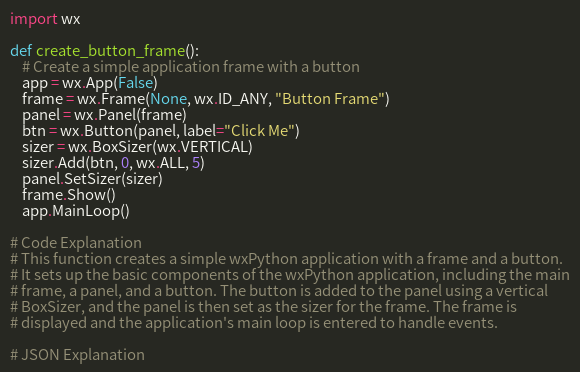 import wx

def create_button_frame():
    # Create a simple application frame with a button
    app = wx.App(False)
    frame = wx.Frame(None, wx.ID_ANY, "Button Frame")
    panel = wx.Panel(frame)
    btn = wx.Button(panel, label="Click Me")
    sizer = wx.BoxSizer(wx.VERTICAL)
    sizer.Add(btn, 0, wx.ALL, 5)
    panel.SetSizer(sizer)
    frame.Show()
    app.MainLoop()

# Code Explanation
# This function creates a simple wxPython application with a frame and a button.
# It sets up the basic components of the wxPython application, including the main
# frame, a panel, and a button. The button is added to the panel using a vertical
# BoxSizer, and the panel is then set as the sizer for the frame. The frame is
# displayed and the application's main loop is entered to handle events.

# JSON Explanation